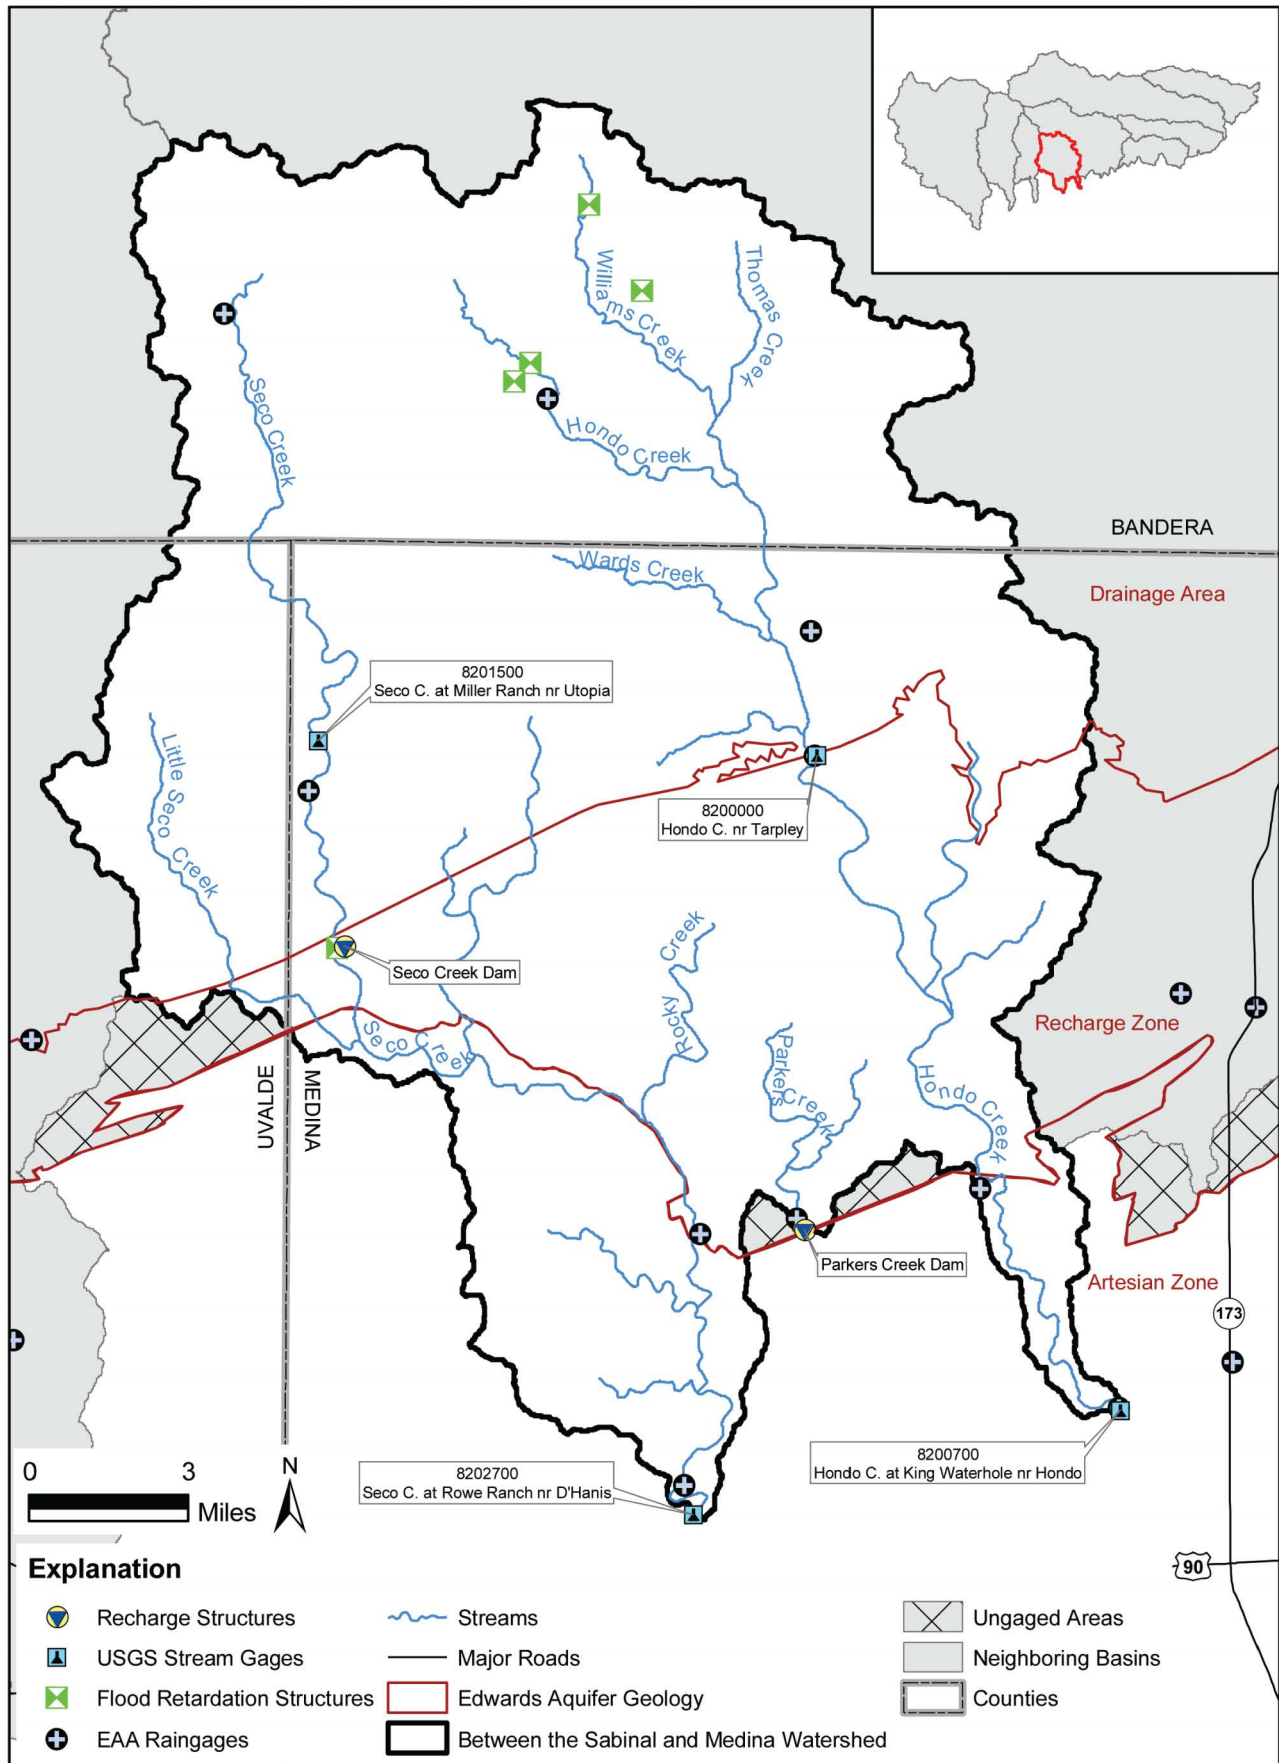 Williams Creek
Thomas Creek
Seco Creek
Hondo Creek
BANDERA
Wards Creek
Drainage Area
8201500
Seco C. at Miller Ranch nr Utopia
Little Seco Creek
8200000
Hondo C. nr Tarpley
Rocky Creek
Seco Creek Dam
Recharge Zone
Seco Creek
Parkers Creek
Hondo Creek
UVALDE
MEDINA
Parkers Creek Dam
Artesian Zone
173
8200700
Hondo C. at King Waterhole nr Hondo
8202700
Seco C. at Rowe Ranch nr D'Hanis
0 3
Miles
N
90
Explanation
Recharge Structures
USGS Stream Gages
Flood Retardation Structures
EAA Raingages
Streams
Major Roads
Edwards Aquifer Geology
Between the Sabinal and Medina Watershed
Ungaged Areas
Neighboring Basins
Counties